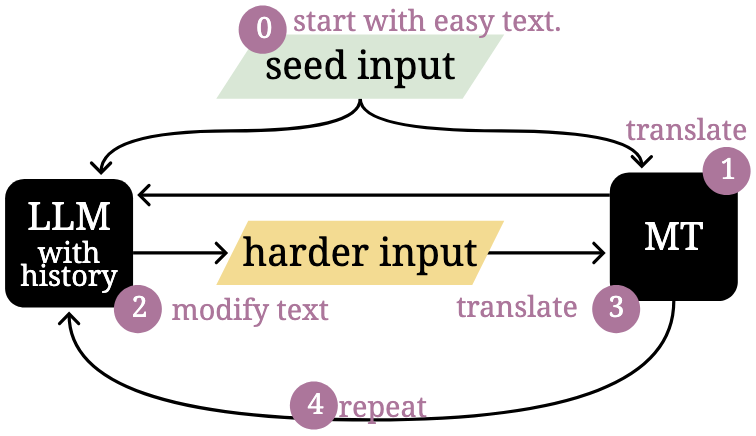 0 start with easy text.
seed input
translate
1
LLM
with
history
harder input
MT
2 modify text
translate 3
4 repeat